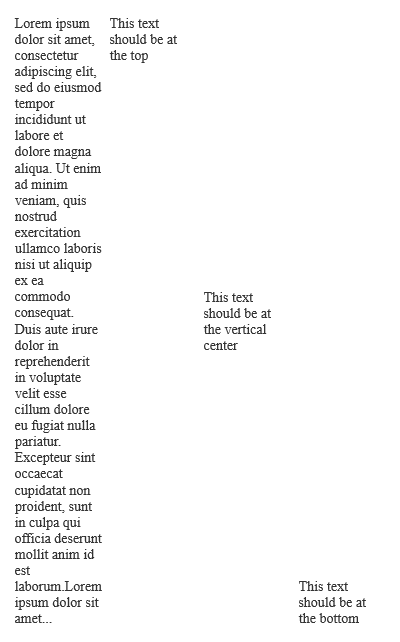 Lorem ipsum
dolor sit amet,
consectetur
adipiscing elit,
sed do eiusmod
tempor
incididunt ut
labore et
dolore magna
aliqua. Ut enim
ad minim
veniam, quis
nostrud
exercitation
ullamco laboris
nisi ut aliquip
ex ea
commodo
consequat.
Duis aute irure
dolor in
reprehenderit
in voluptate
velit esse
cillum dolore
eu fugiat nulla
pariatur.
Excepteur sint
occaecat
cupidatat non
proident, sunt
in culpa qui
officia deserunt
mollit anim id
est
laborum.Lorem
ipsum dolor sit
amet...
This text
should be at
the top
This text
should be at
the vertical
center
This text
should be at
the bottom